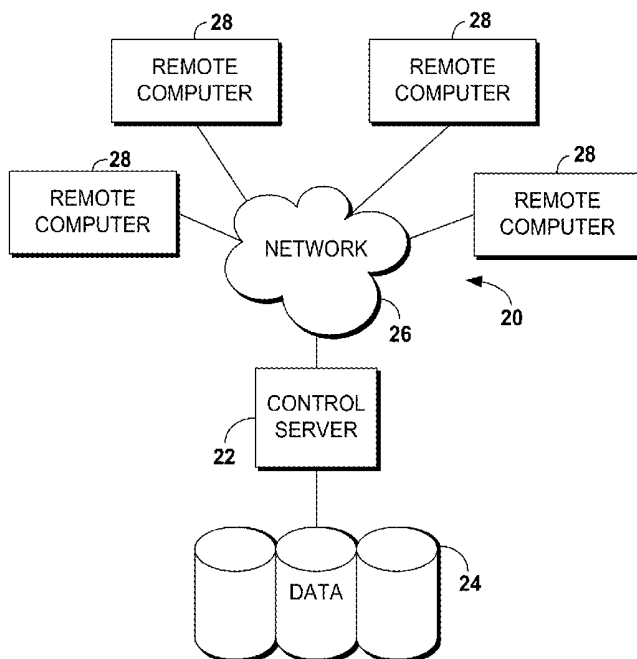 28
28
REMOTE
COMPUTER
REMOTE
COMPUTER
28
28
REMOTE
COMPUTER
REMOTE
COMPUTER
NETWORK
20
26
CONTROL
SERVER
22
24
DATA